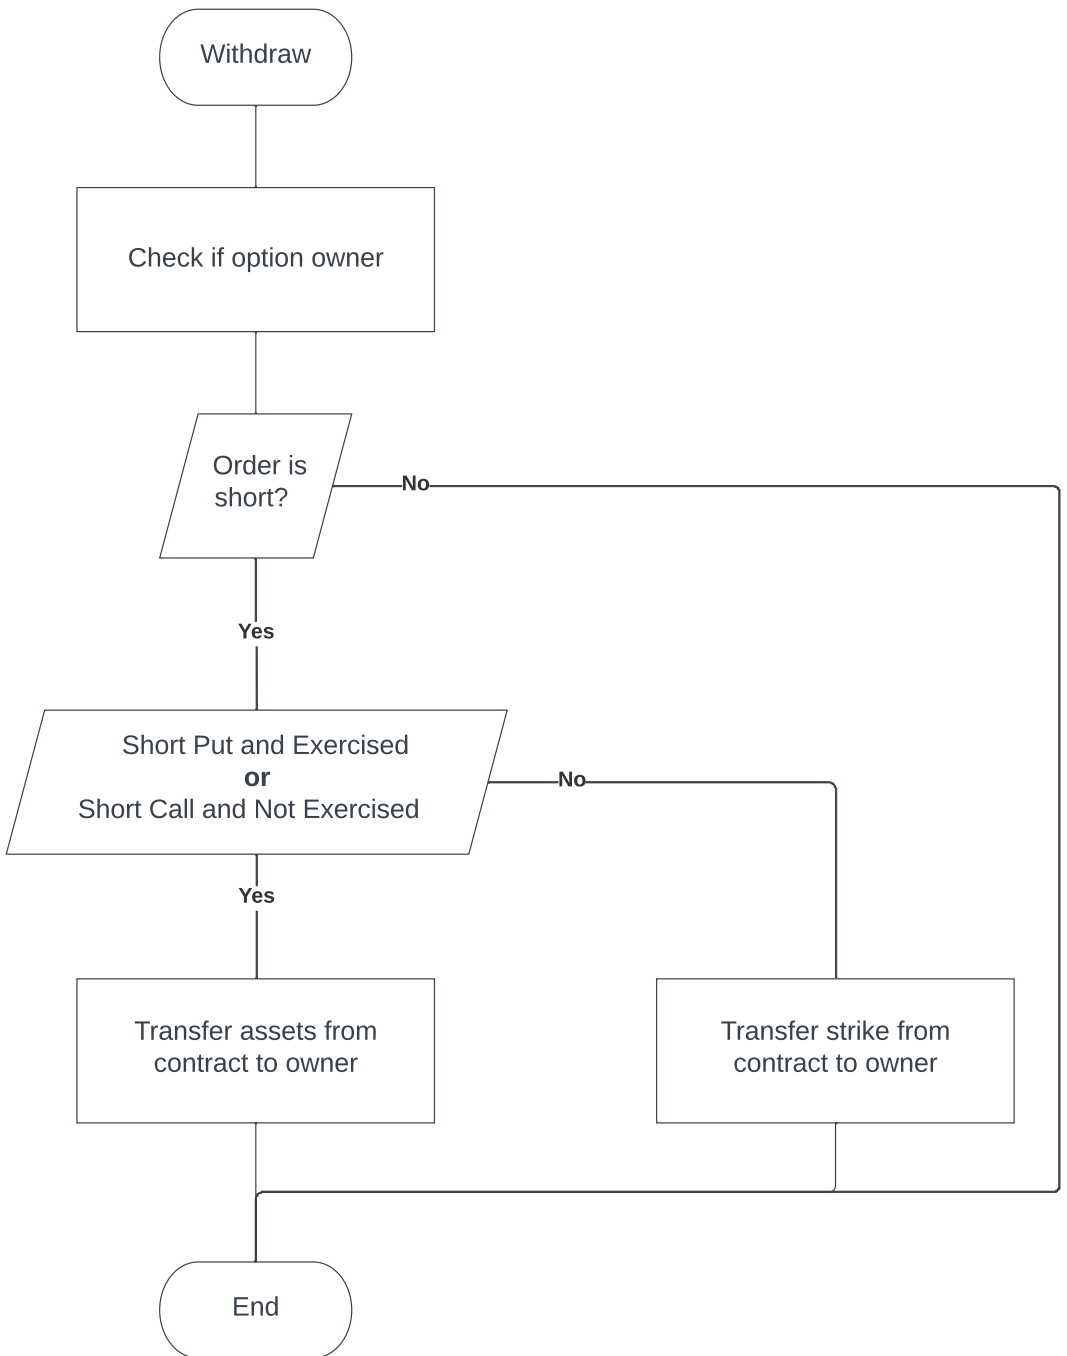 Withdraw
Check if option owner
Order is
short?
No
Yes
Short Put and Exercised
or
Short Call and Not Exercised
No
Yes
Transfer assets from
contract to owner
Transfer strike from
contract to owner
End